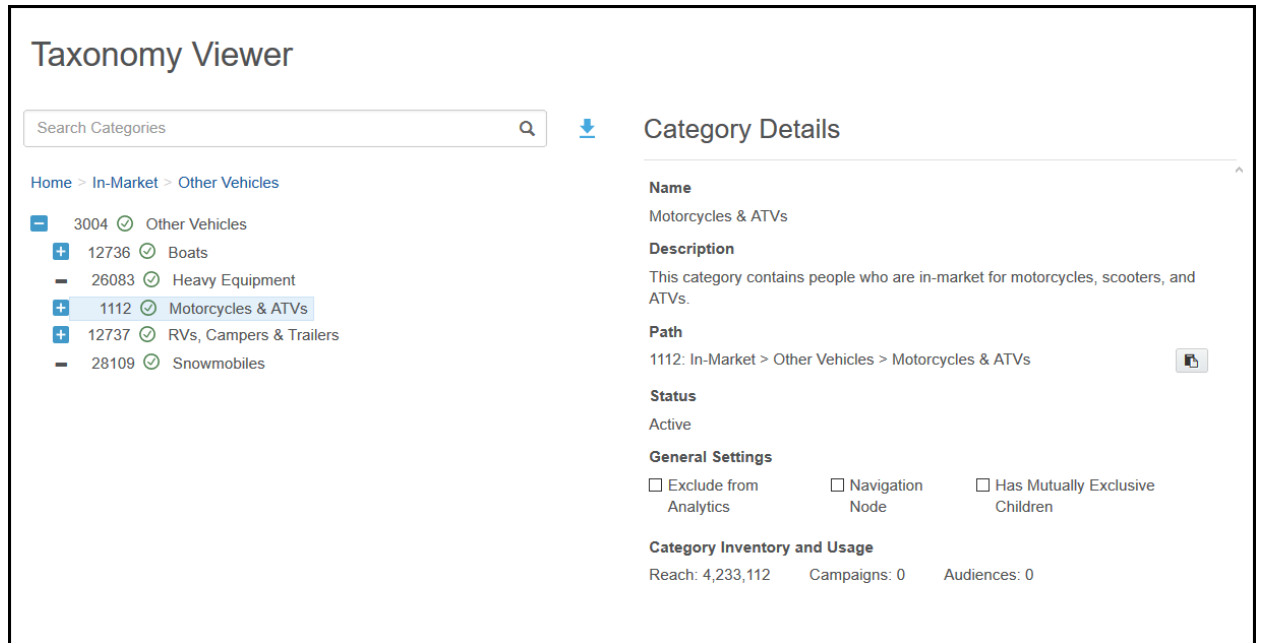 Taxonomy Viewer
Search Categories
Home > In-Market > Other Vehicles
3004 Other Vehicles
12736 Boats
26083 Heavy Equipment
1112 Motorcycles & ATVs
12737 RVs, Campers & Trailers
28109 Snowmobiles
Category Details
Name
Motorcycles & ATVs
Description
This category contains people who are in-market for motorcycles, scooters, and
ATVs.
Path
1112: In-Market > Other Vehicles > Motorcycles & ATVs
Status
Active
General Settings
Exclude from
Analytics
Navigation
Node
Has Mutually Exclusive
Children
Category Inventory and Usage
Reach: 4,233,112 Campaigns: 0 Audiences: 0